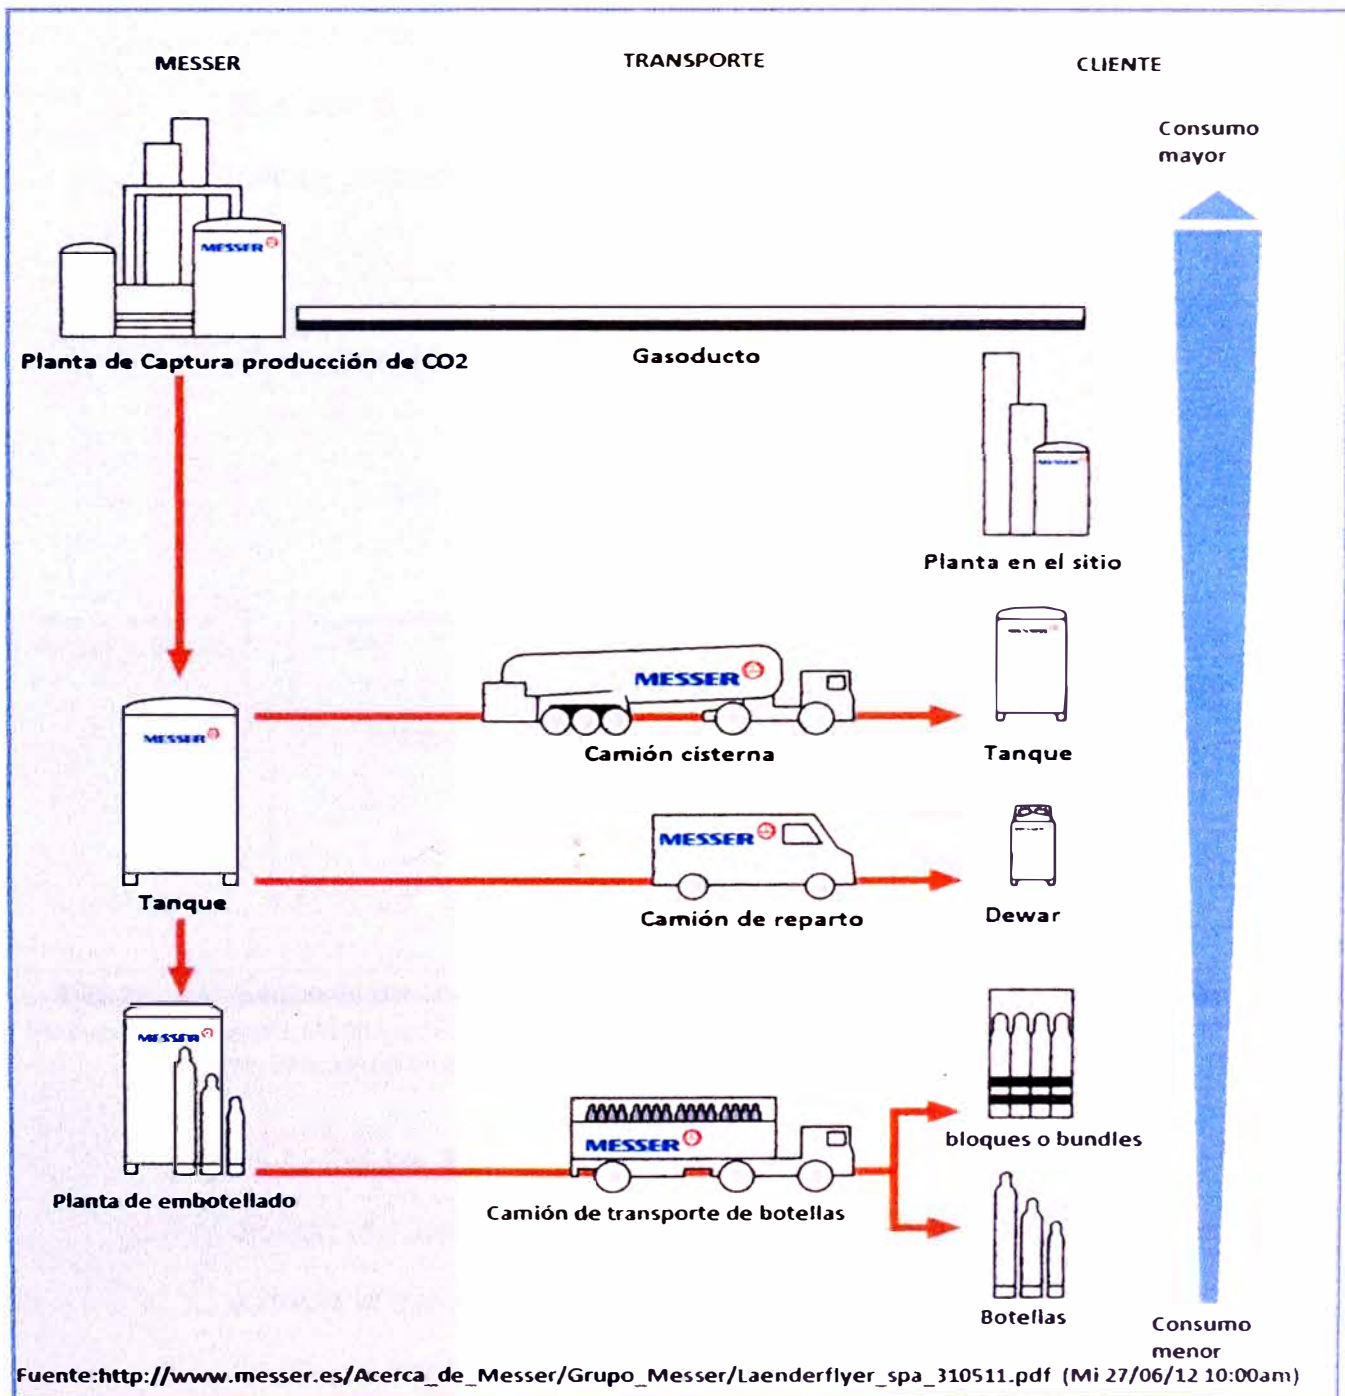 MESSER
TRANSPORTE
CLIENTE
Consumo
mayor
MESSER
Planta de Captura producción de CO2
Gasoducto
MESSER
Planta en el sitio
MESSER
MESSER
Camión cisterna
Tanque
MESSER
Tanque
Camión de reparto
Dewar
MESSER
MESSER
Planta de embotellado
Camión de transporte de botellas
bloques o bundles
Botellas
Consumo
menor
Fuente:http://www.messer.es/Acerca_de_Messer/Grupo_Messer/Laenderflyer_spa_310511.pdf (Mi 27/06/12 10:00am)